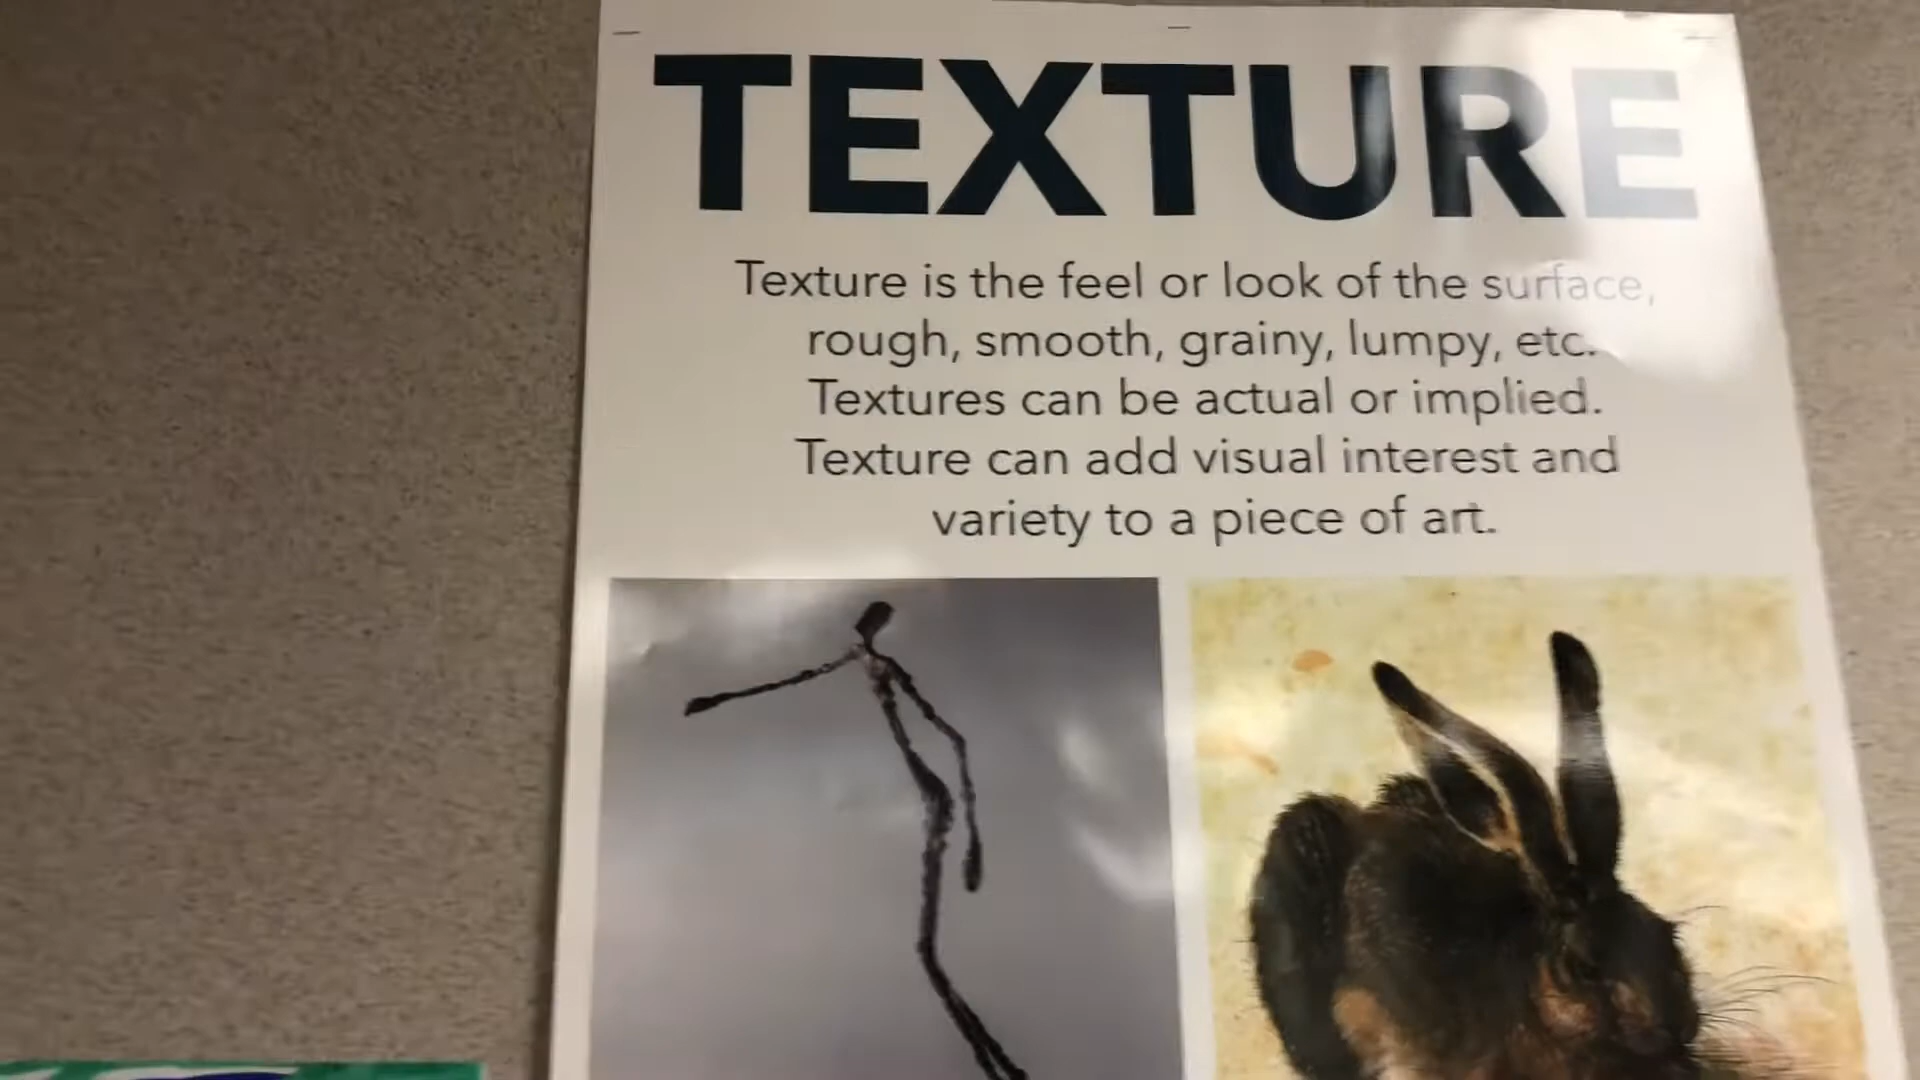 TEXTURE
Texture is the feel or look of the surface,
rough, smooth, grainy, lumpy, etc.
Textures can be actual or implied.
Texture can add visual interest and
variety to a piece of art.